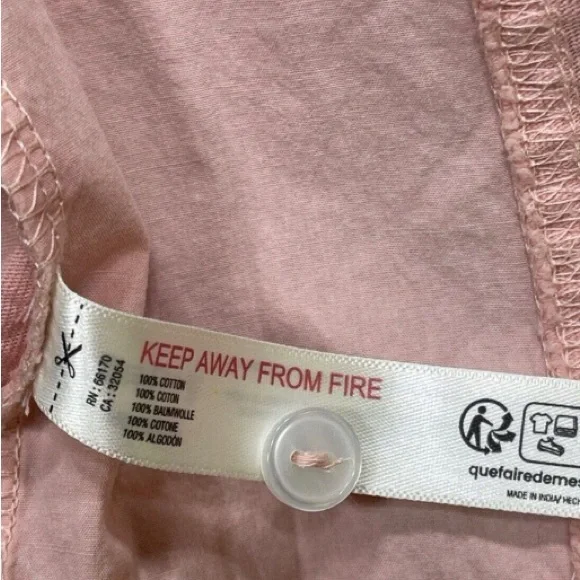 RN: 66170
CA: 32054
KEEP AWAY FROM FIRE
100% COTTON
100% COTON
100% BAUMWOLLE
100% COTONE
100% ALGODÓN
quefairedemes
MADE IN INDIA/ HECH